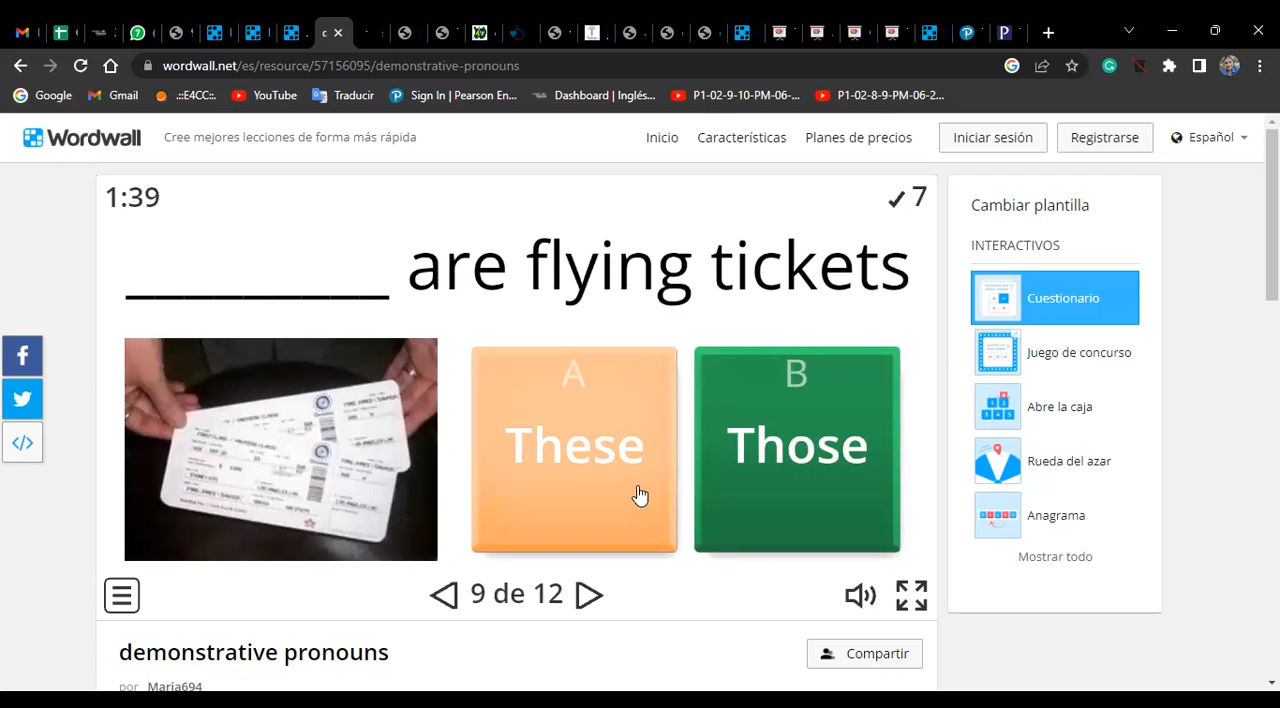 wordwall.net/es/resource/57156095/demonstrative-pronouns
Google
Gmail
.::E4CC::.
YouTube
Traducir
Sign In | Pearson En...
Dashboard | Inglés...
P1-02-9-10-PM-06-...
P1-02-8-9-PM-06-2...
Wordwall
Cree mejores lecciones de forma más rápida
Inicio
Características
Planes de precios
Iniciar sesión
Registrarse
Español
1:39
7
_________ are flying tickets
A
These
B
Those
9 de 12
demonstrative pronouns
Compartir
por Maria694
Cambiar plantilla
INTERACTIVOS
Cuestionario
Juego de concurso
Abre la caja
Rueda del azar
Anagrama
Mostrar todo